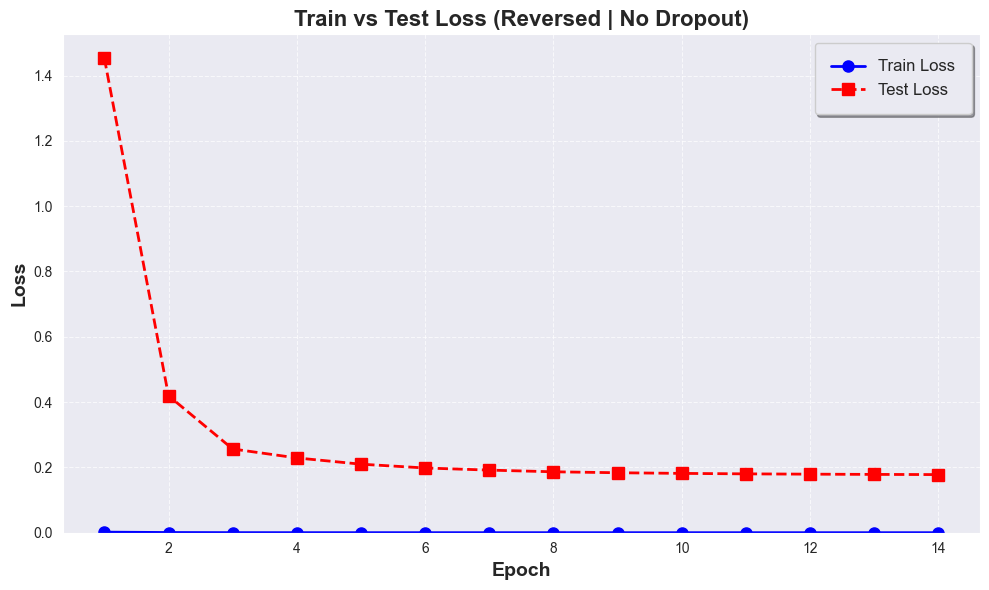 Train vs Test Loss (Reversed | No Dropout)
Train Loss
Test Loss
Loss
1.4
1.2
1.0
0.8
0.6
0.4
0.2
0.0
2 4 6 8 10 12 14
Epoch